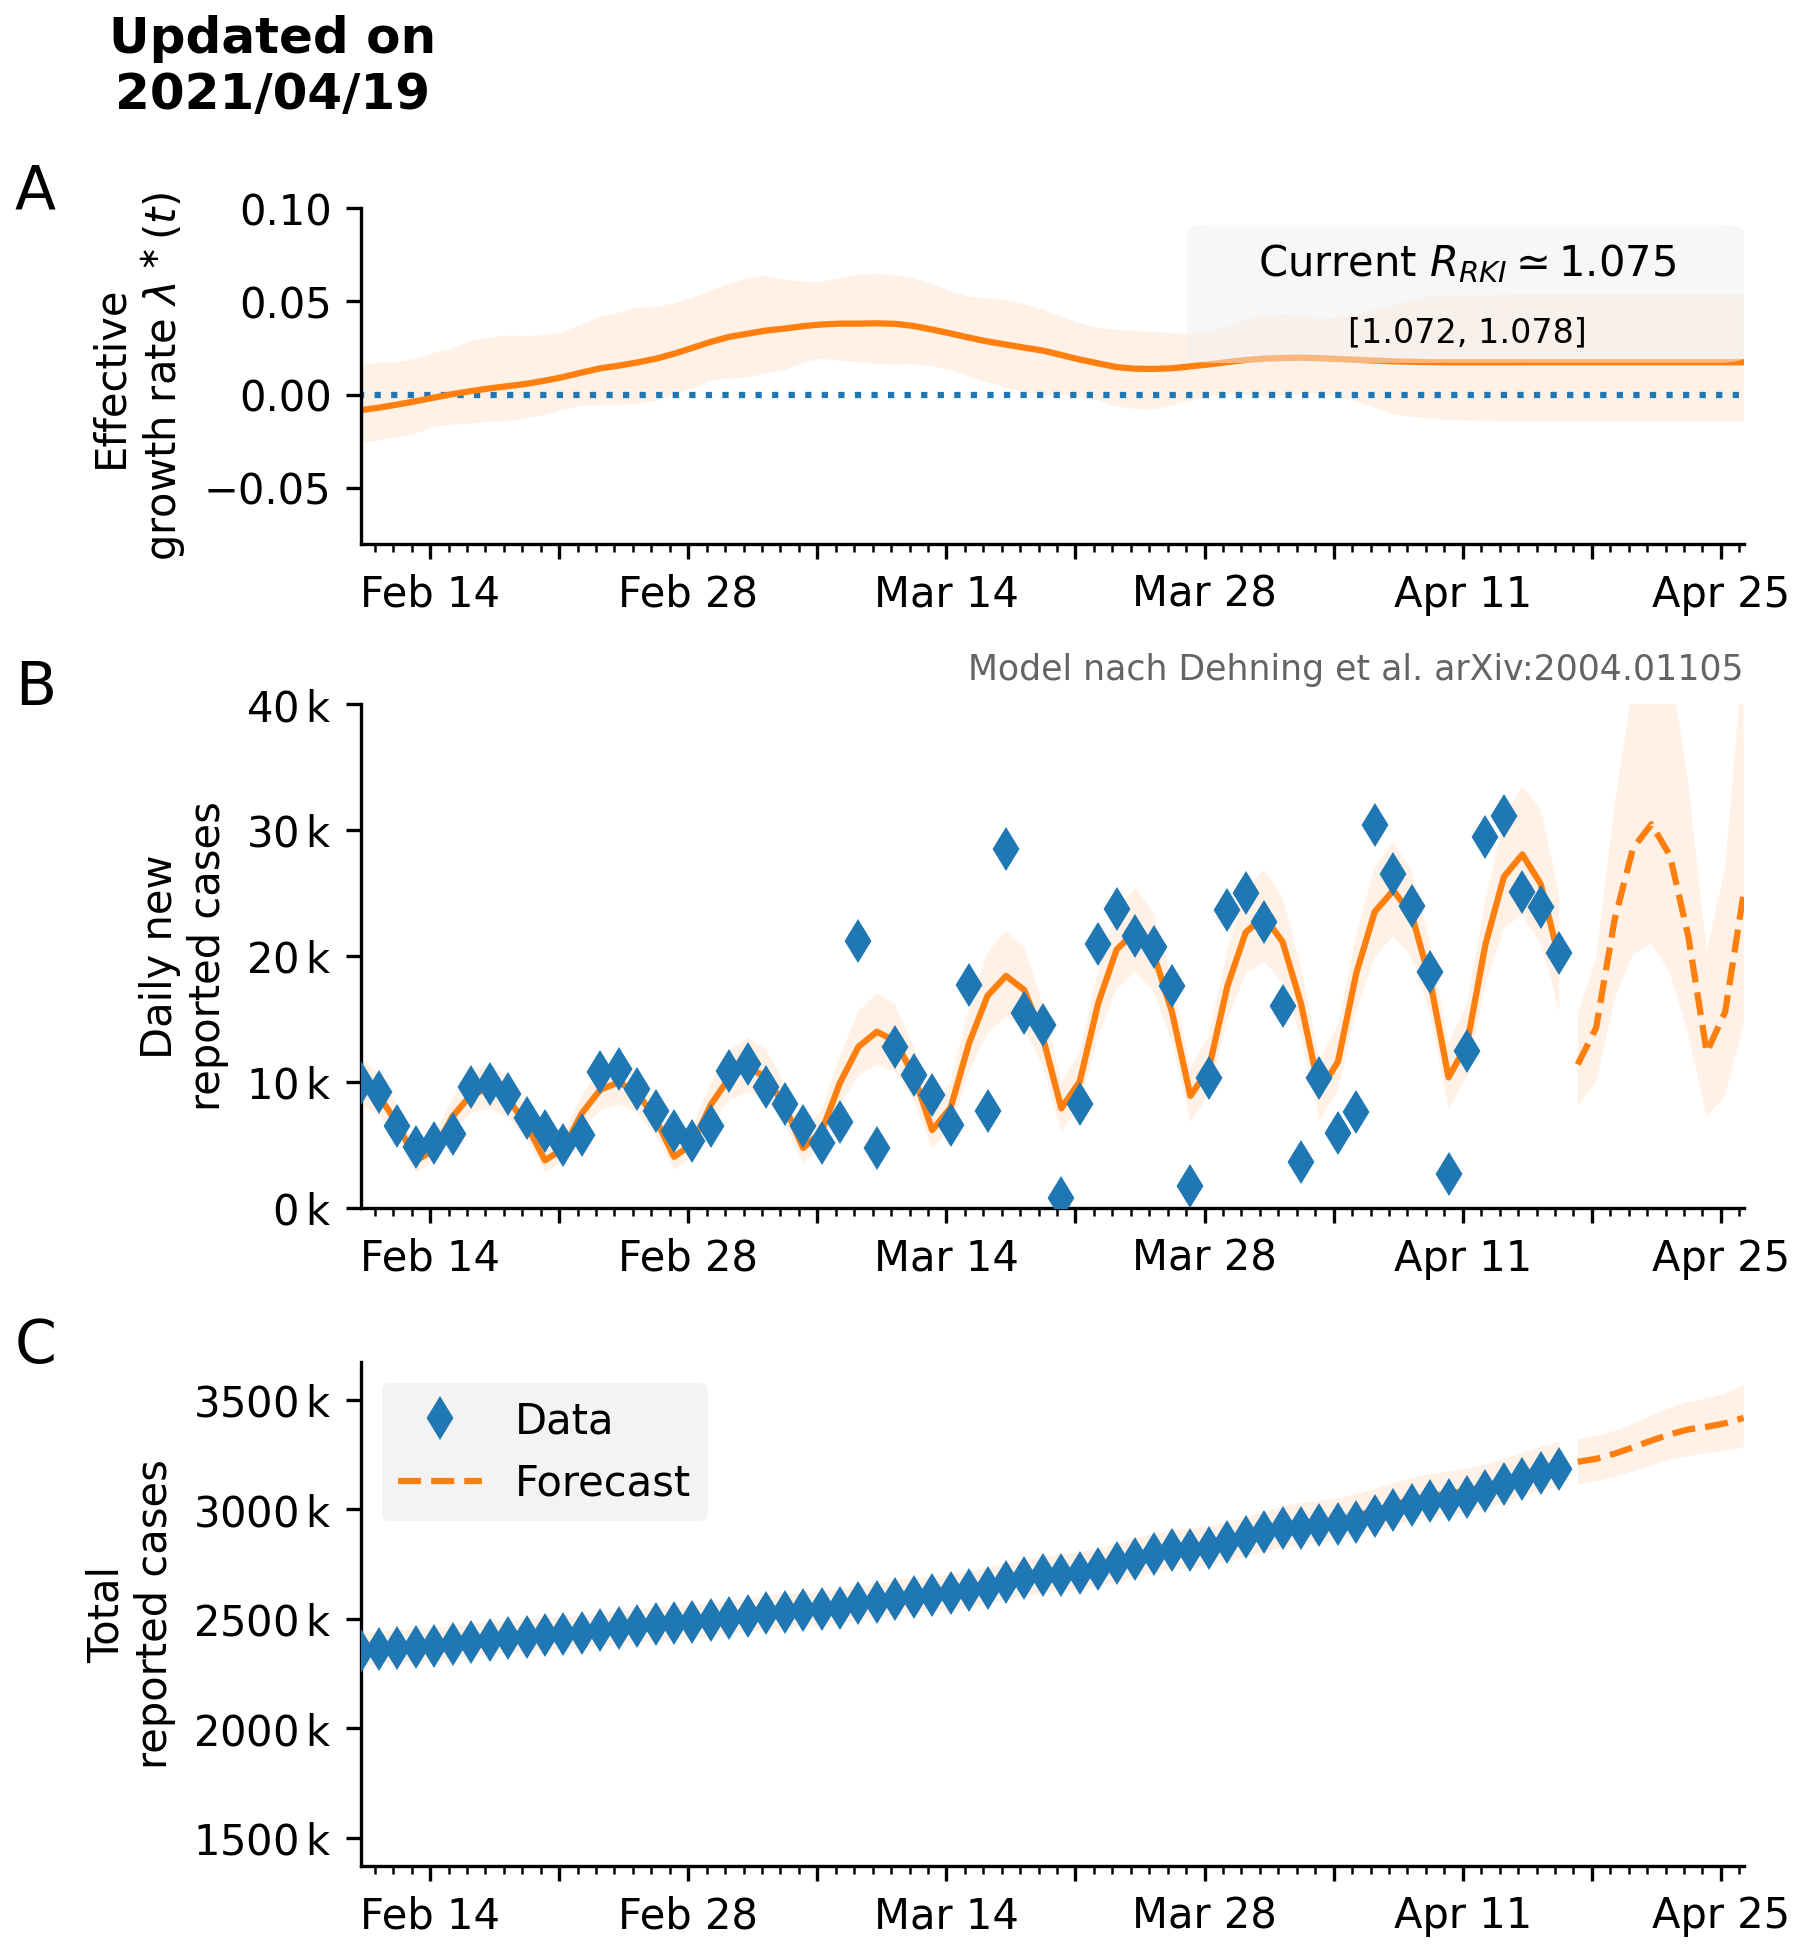 Updated on
2021/04/19
A
Effective
growth rate λ * (t)
0.10
0.05
0.00
−0.05
Current R_RKI ≃ 1.075
[1.072, 1.078]
Feb 14 Feb 28 Mar 14 Mar 28 Apr 11 Apr 25
B
Model nach Dehning et al. arXiv:2004.01105
Daily new
reported cases
40 k
30 k
20 k
10 k
0 k
Feb 14 Feb 28 Mar 14 Mar 28 Apr 11 Apr 25
C
Total
reported cases
3500 k
3000 k
2500 k
2000 k
1500 k
Data
Forecast
Feb 14 Feb 28 Mar 14 Mar 28 Apr 11 Apr 25